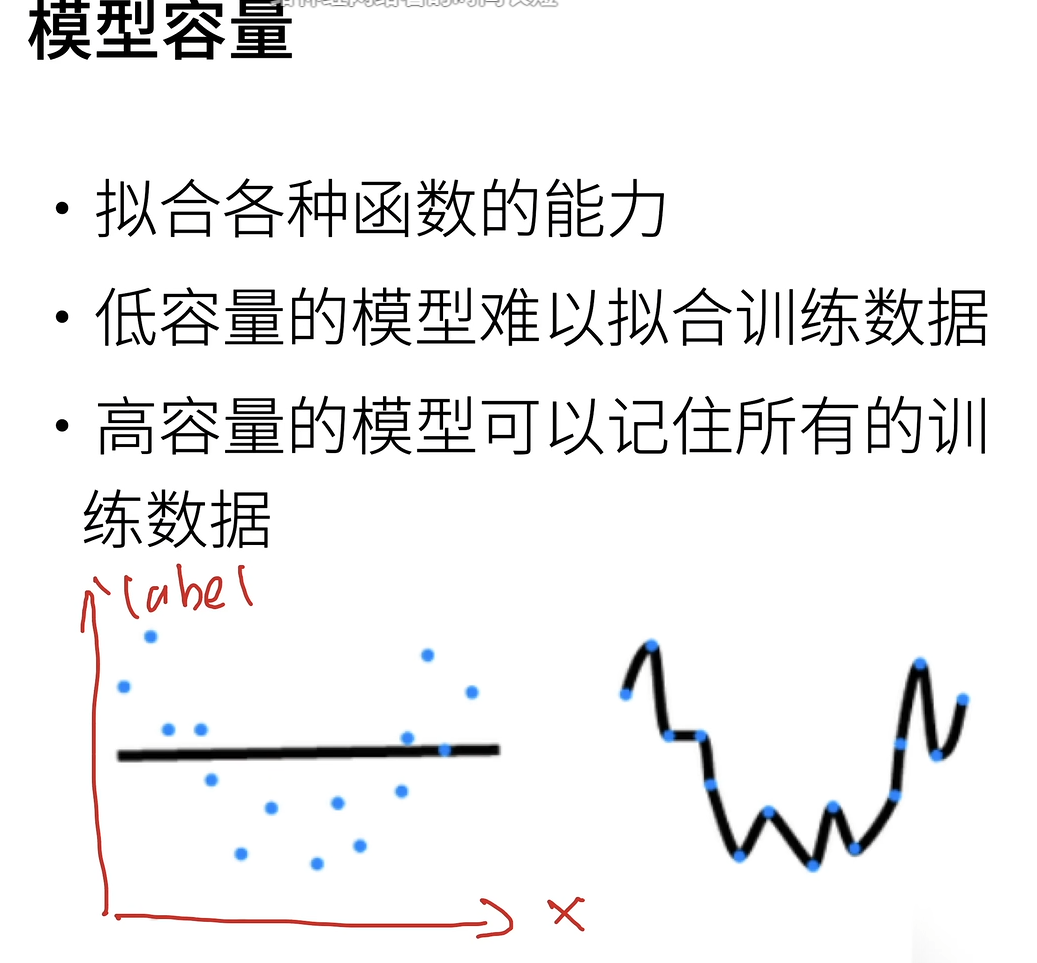 模型容量
• 拟合各种函数的能力
• 低容量的模型难以拟合训练数据
• 高容量的模型可以记住所有的训
练数据
label
x